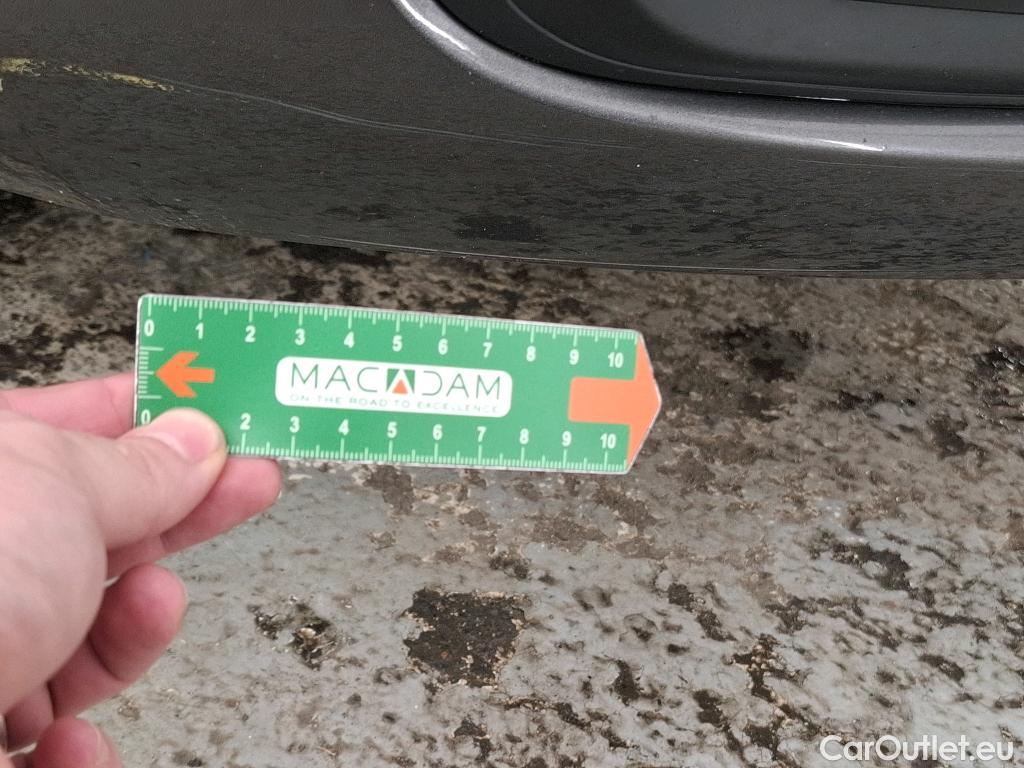 0 1 2 3 4 5 6 7 8 9 10
MACADAM
ON THE ROAD TO EXCELLENCE
0 2 3 4 5 6 7 8 9 10
CarOutlet.eu